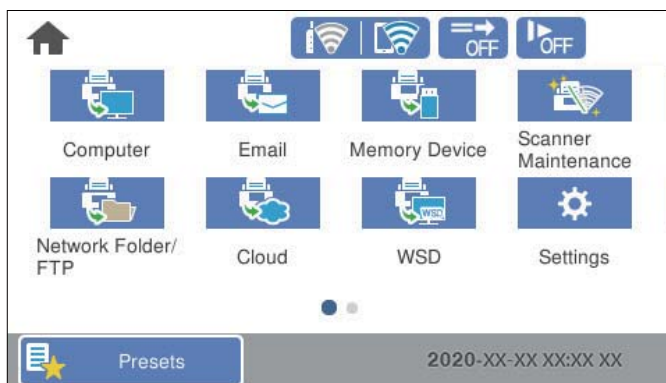 OFF
OFF
Computer
Email
Memory Device
Scanner
Maintenance
WSD
Network Folder/
FTP
Cloud
WSD
Settings
Presets
2020-XX-XX XX:XX XX